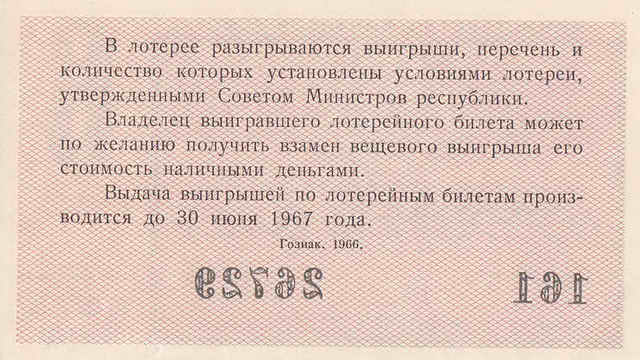 В лотерее разыгрываются выигрыши, перечень и
количество которых установлены условиями лотереи,
утвержденными Советом Министров республики.
Владелец выигравшего лотерейного билета может
по желанию получить взамен вещевого выигрыша его
стоимость наличными деньгами.
Выдача выигрышей по лотерейным билетам произ-
водится до 30 июня 1967 года.
Гознак. 1966.